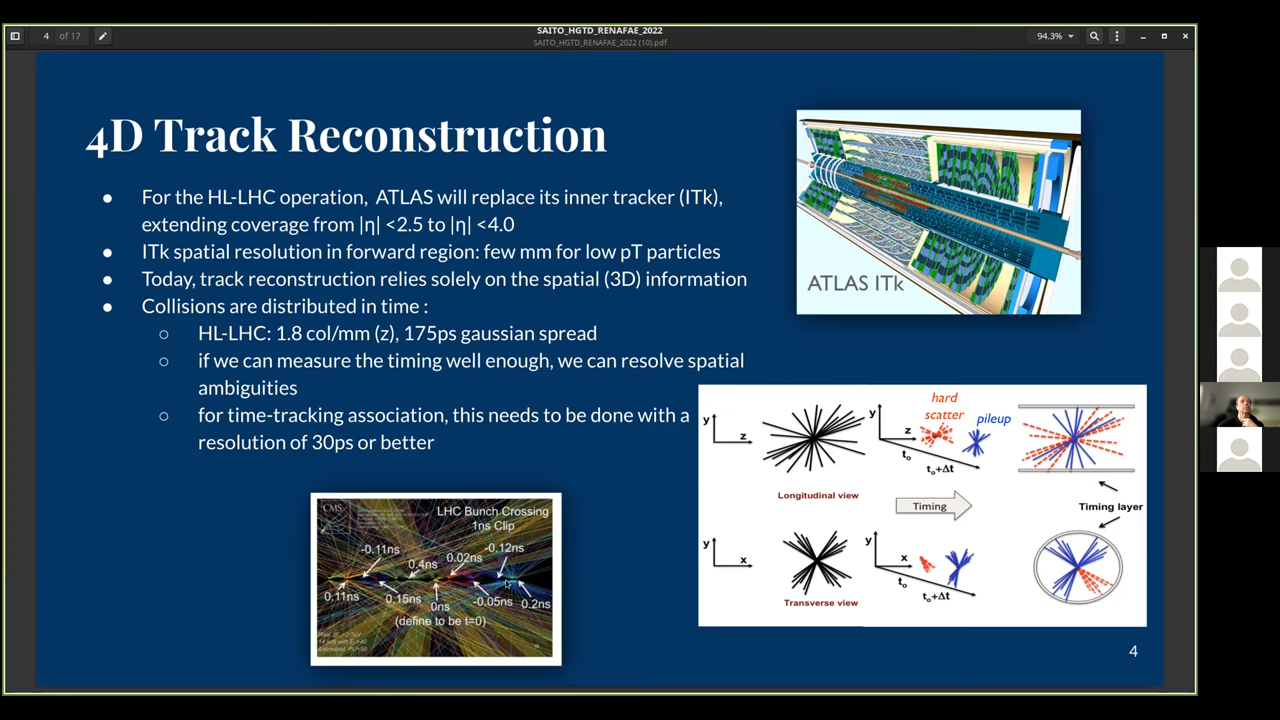 SAITO_HGTD_RENAFAE_2022
SAITO_HGTD_RENAFAE_2022 (10).pdf
4 of 17
94.3%
4D Track Reconstruction
● For the HL-LHC operation, ATLAS will replace its inner tracker (ITk),
extending coverage from |η| <2.5 to |η| <4.0
● ITk spatial resolution in forward region: few mm for low pT particles
● Today, track reconstruction relies solely on the spatial (3D) information
● Collisions are distributed in time :
○ HL-LHC: 1.8 col/mm (z), 175ps gaussian spread
○ if we can measure the timing well enough, we can resolve spatial
ambiguities
○ for time-tracking association, this needs to be done with a
resolution of 30ps or better
ATLAS ITk
hard
scatter
pileup
y
z
y
z
t₀
t₀+Δt
Longitudinal view
Timing
Timing layer
y
x
y
x
t₀
t₀+Δt
Transverse view
CMS
LHC Bunch Crossing
1ns Clip
-0.11ns
0.4ns
0.02ns
-0.12ns
0.11ns
0.15ns
0ns
-0.05ns
0.2ns
(define to be t=0)
4